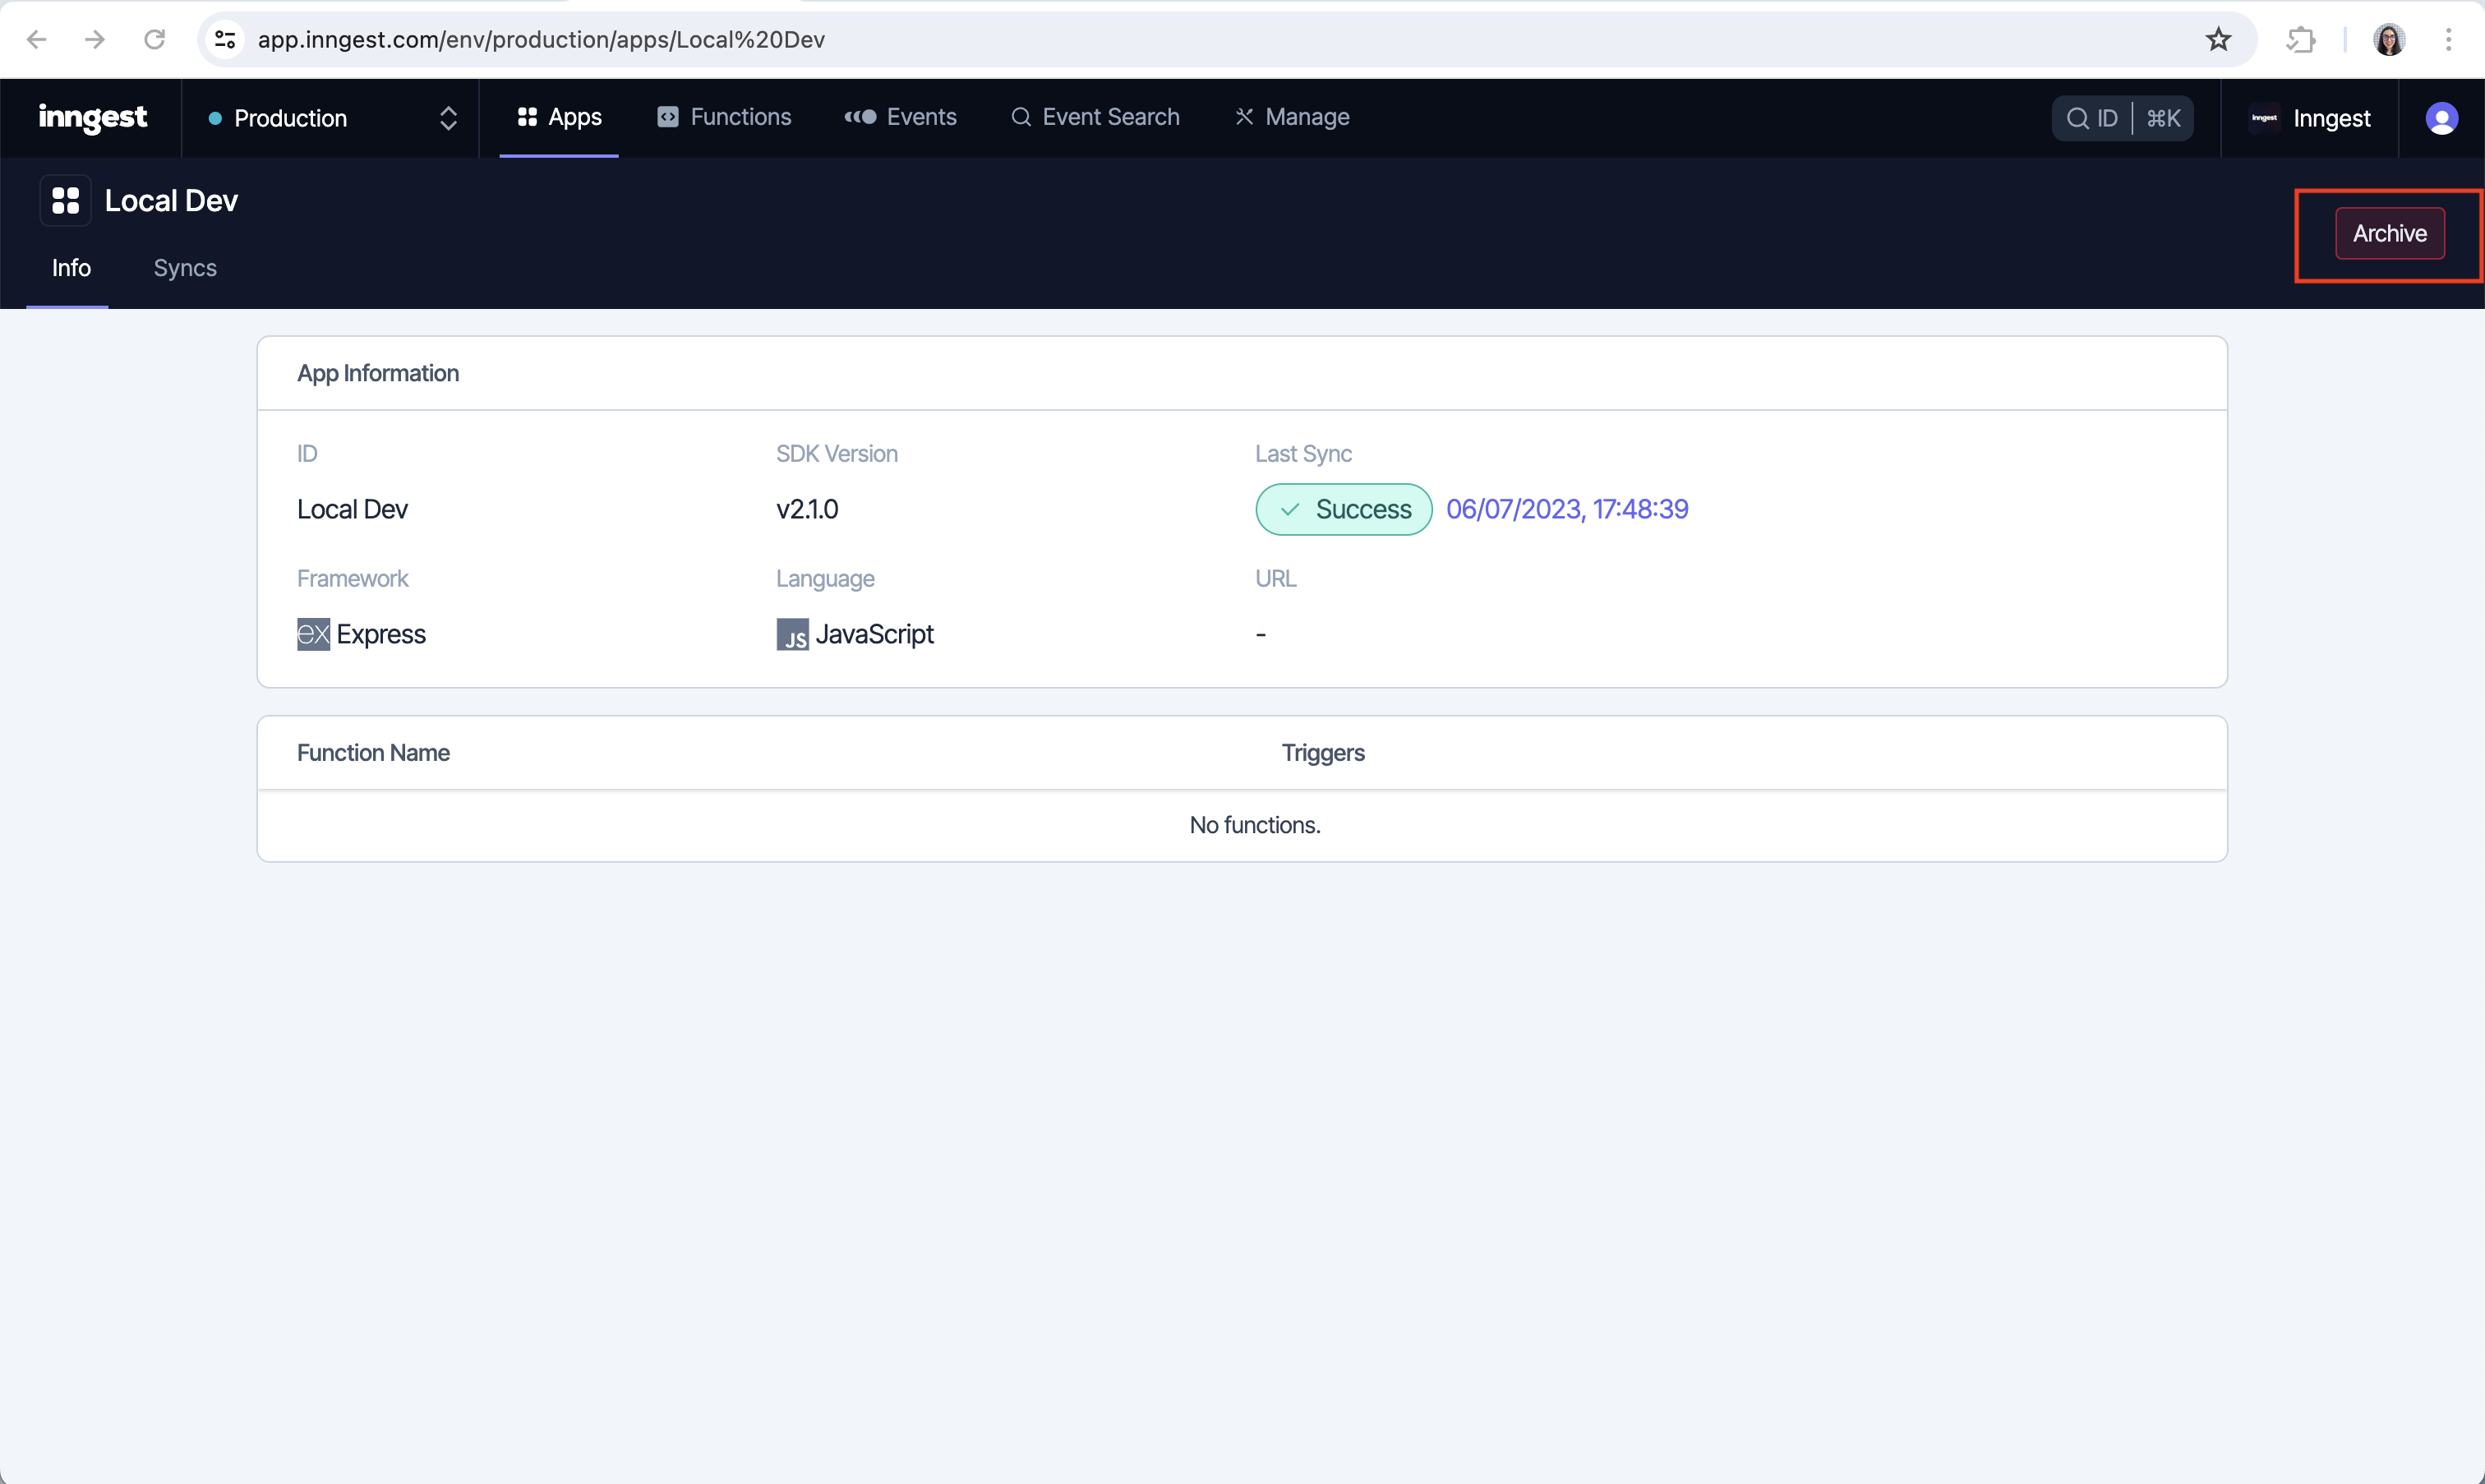 app.inngest.com/env/production/apps/Local%20Dev
inngest
Production
Apps
Functions
Events
Event Search
Manage
ID
⌘K
inngest
Inngest
Local Dev
Archive
Info
Syncs
App Information
ID
SDK Version
Last Sync
Local Dev
v2.1.0
Success
06/07/2023, 17:48:39
Framework
Language
URL
ex
Express
JS
JavaScript
-
Function Name
Triggers
No functions.